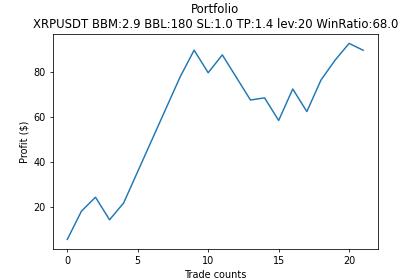 Portfolio
XRPUSDT BBM:2.9 BBL:180 SL:1.0 TP:1.4 lev:20 WinRatio:68.0
80
60
40
20
Profit ($)
0
5
10
15
20
Trade counts